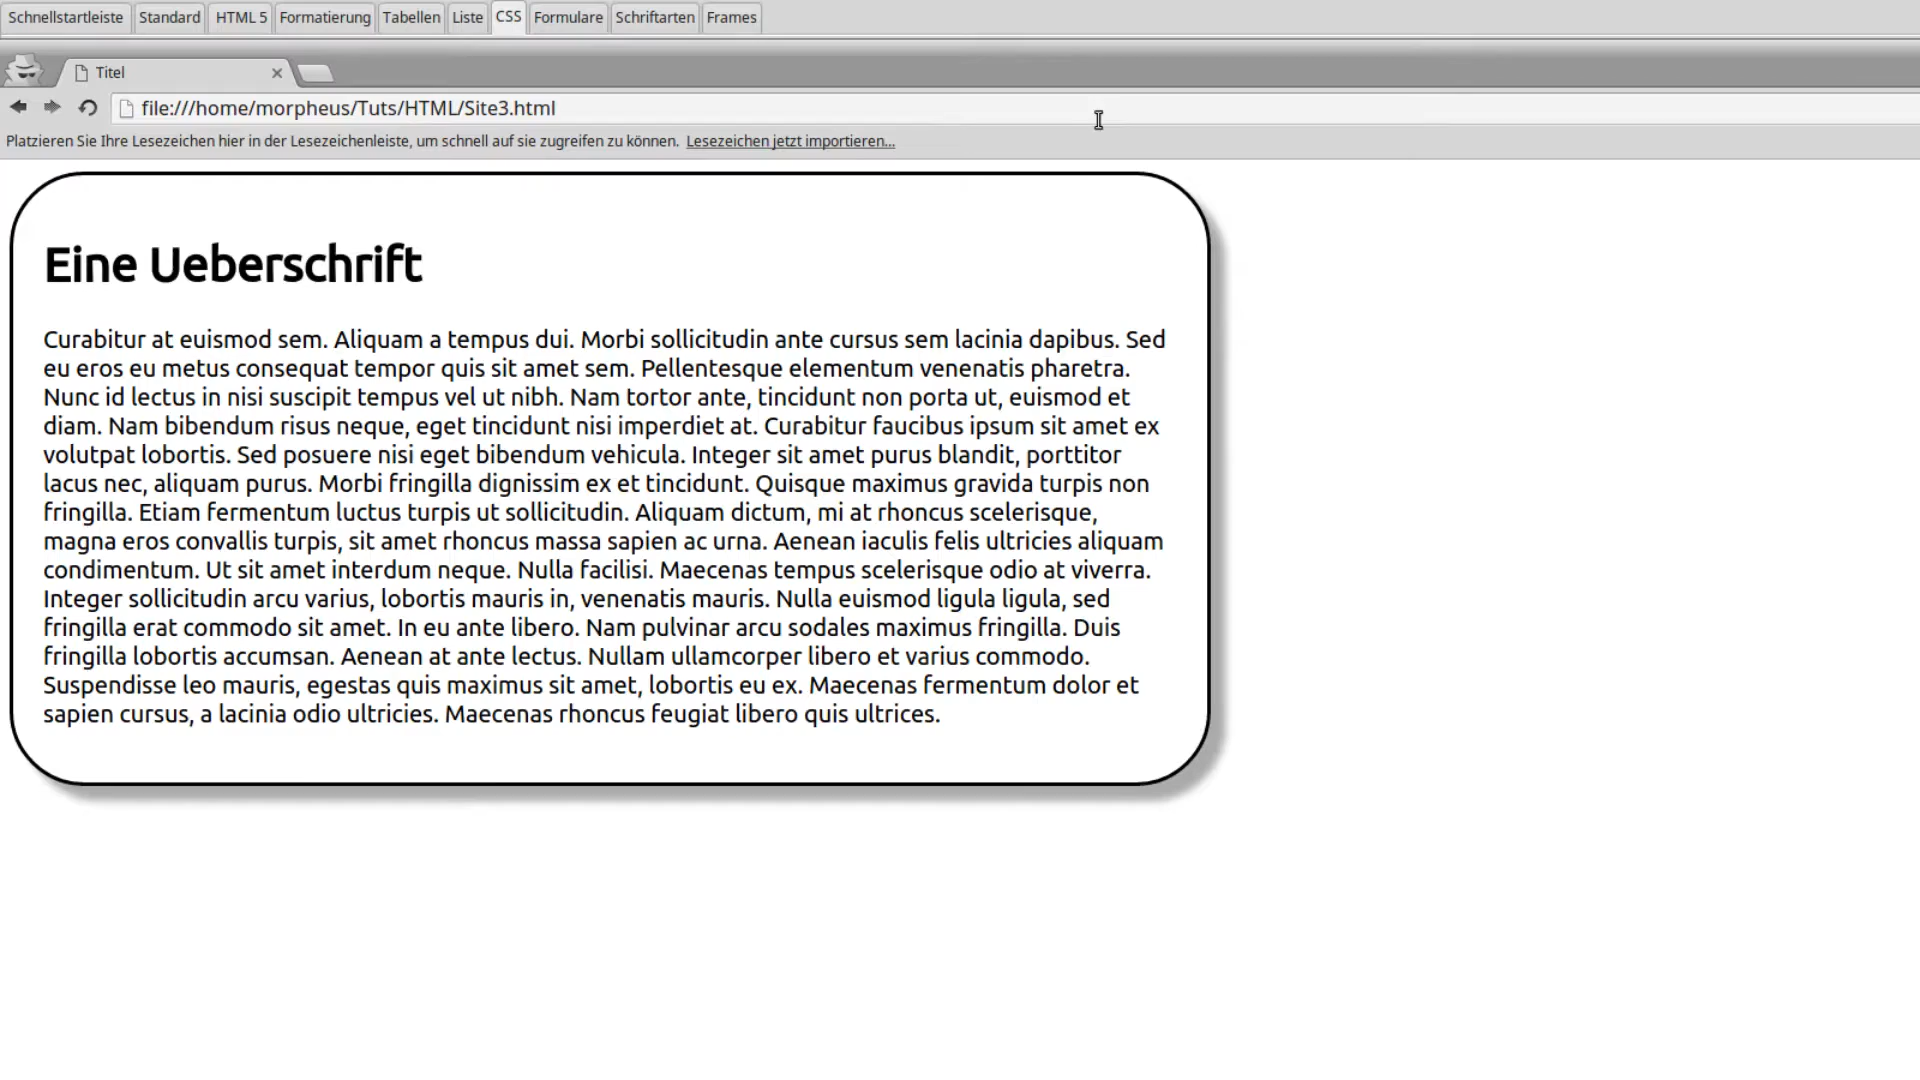 Schnellstartleiste Standard HTML 5 Formatierung Tabellen Liste CSS Formulare Schriftarten Frames
Titel
file:///home/morpheus/Tuts/HTML/Site3.html
Platzieren Sie Ihre Lesezeichen hier in der Lesezeichenleiste, um schnell auf sie zugreifen zu können. Lesezeichen jetzt importieren...
Eine Ueberschrift
Curabitur at euismod sem. Aliquam a tempus dui. Morbi sollicitudin ante cursus sem lacinia dapibus. Sed
eu eros eu metus consequat tempor quis sit amet sem. Pellentesque elementum venenatis pharetra.
Nunc id lectus in nisi suscipit tempus vel ut nibh. Nam tortor ante, tincidunt non porta ut, euismod et
diam. Nam bibendum risus neque, eget tincidunt nisi imperdiet at. Curabitur faucibus ipsum sit amet ex
volutpat lobortis. Sed posuere nisi eget bibendum vehicula. Integer sit amet purus blandit, porttitor
lacus nec, aliquam purus. Morbi fringilla dignissim ex et tincidunt. Quisque maximus gravida turpis non
fringilla. Etiam fermentum luctus turpis ut sollicitudin. Aliquam dictum, mi at rhoncus scelerisque,
magna eros convallis turpis, sit amet rhoncus massa sapien ac urna. Aenean iaculis felis ultricies aliquam
condimentum. Ut sit amet interdum neque. Nulla facilisi. Maecenas tempus scelerisque odio at viverra.
Integer sollicitudin arcu varius, lobortis mauris in, venenatis mauris. Nulla euismod ligula ligula, sed
fringilla erat commodo sit amet. In eu ante libero. Nam pulvinar arcu sodales maximus fringilla. Duis
fringilla lobortis accumsan. Aenean at ante lectus. Nullam ullamcorper libero et varius commodo.
Suspendisse leo mauris, egestas quis maximus sit amet, lobortis eu ex. Maecenas fermentum dolor et
sapien cursus, a lacinia odio ultricies. Maecenas rhoncus feugiat libero quis ultrices.